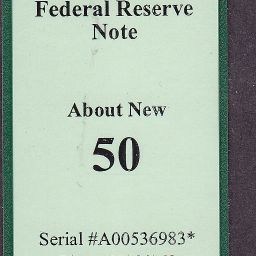 Federal Reserve
Note
About New
50
Serial #A00536983*